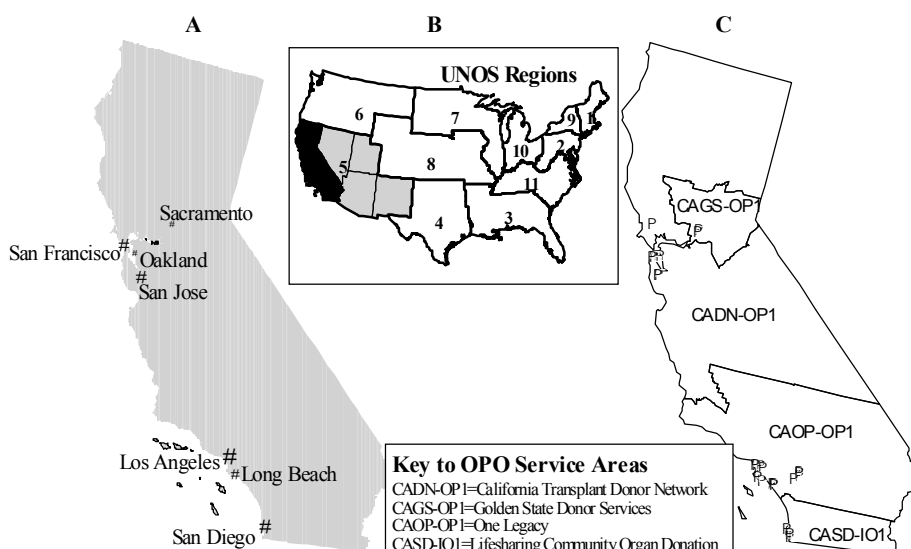 A
B
C
UNOS Regions
6
7
9
1
10
2
5
8
11
4
3
Sacramento
San Francisco
Oakland
San Jose
Los Angeles
Long Beach
San Diego
CAGS-OP1
CADN-OP1
CAOP-OP1
CASD-IO1
Key to OPO Service Areas
CADN-OP1=California Transplant Donor Network
CAGS-OP1=Golden State Donor Services
CAOP-OP1=One Legacy
CASD-IO1=Lifesharing Community Organ Donation